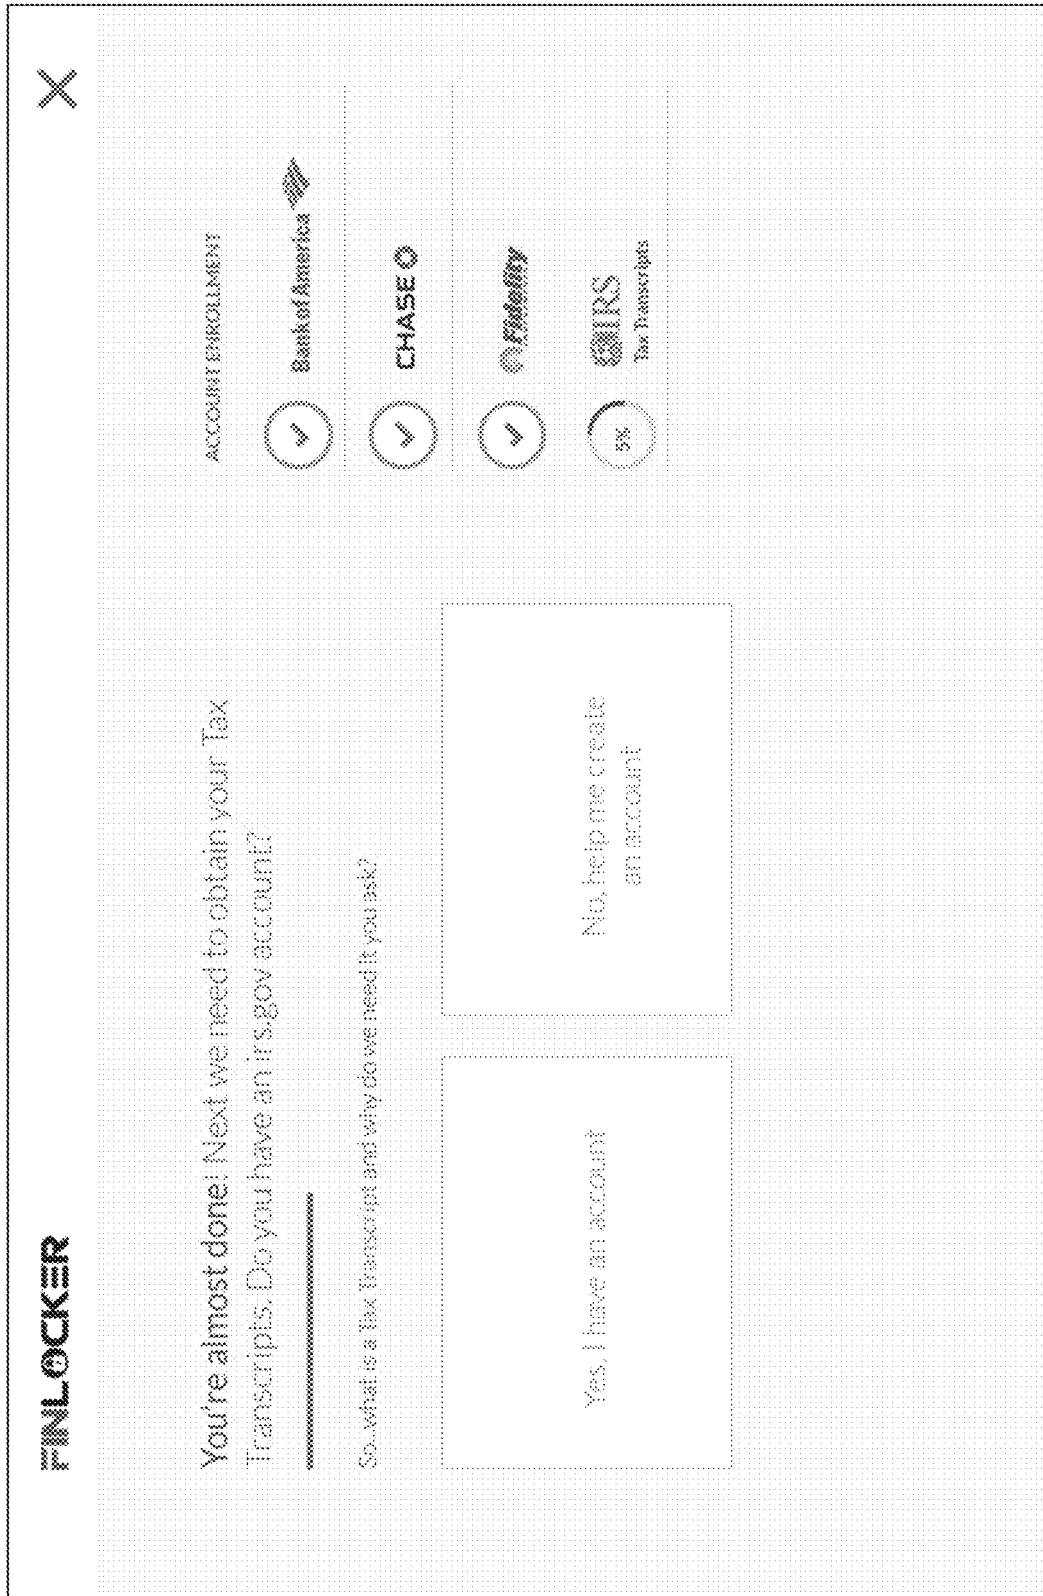 FINLOCKER
You're almost done! Next we need to obtain your Tax
Transcripts. Do you have an irs.gov account?
So..what is a Tax Transcript and why do we need it you ask?
Yes, I have an account
No, help me create
an account
ACCOUNT ENROLLMENT
Bank of America
CHASE
Fidelity
5%
IRS
Tax Transcripts